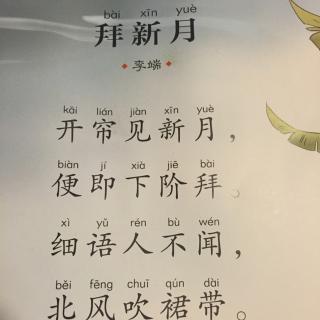 bài xīn yuè
拜新月
李端
kāi lián jiàn xīn yuè
开帘见新月，
biàn jí xià jiē bài
便即下阶拜。
xì yǔ rén bù wén
细语人不闻，
běi fēng chuī qún dài
北风吹裙带。